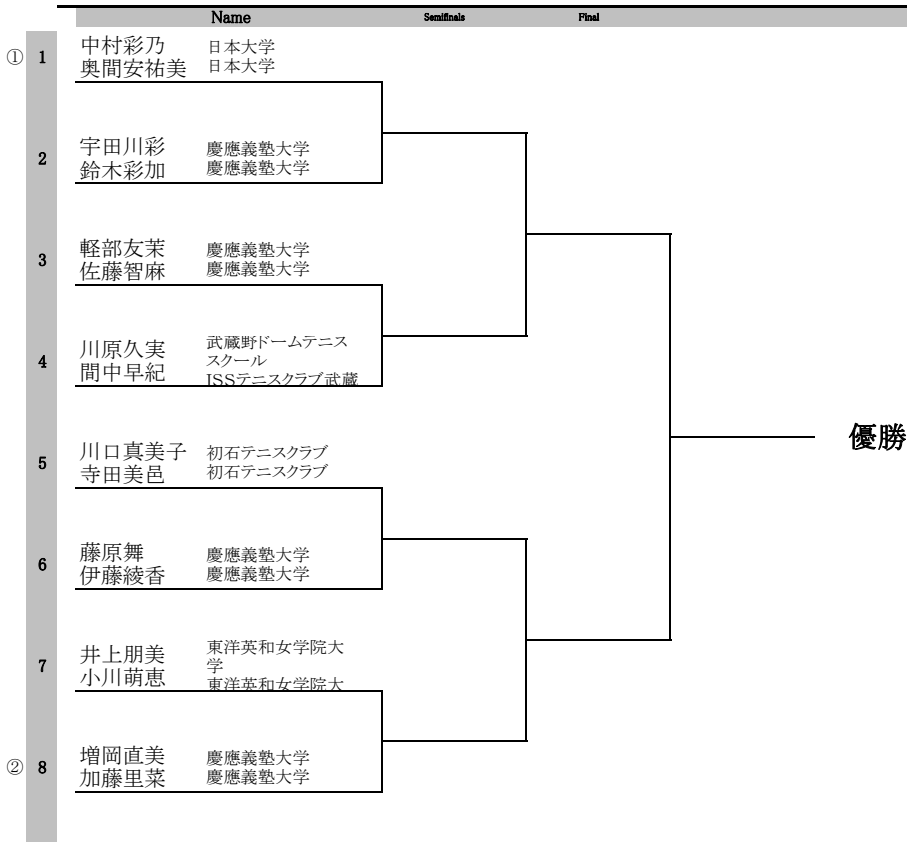 Name Semifinals Final
① 1 中村彩乃 日本大学
奥間安祐美 日本大学
2 宇田川彩 慶應義塾大学
鈴木彩加 慶應義塾大学
3 軽部友茉 慶應義塾大学
佐藤智麻 慶應義塾大学
4 川原久実 武蔵野ドームテニス
スクール
間中早紀 ISSテニスクラブ武蔵
優勝
5 川口真美子 初石テニスクラブ
寺田美邑 初石テニスクラブ
6 藤原舞 慶應義塾大学
伊藤綾香 慶應義塾大学
7 井上朋美 東洋英和女学院大
学
小川萌恵 東洋英和女学院大
② 8 増岡直美 慶應義塾大学
加藤里菜 慶應義塾大学